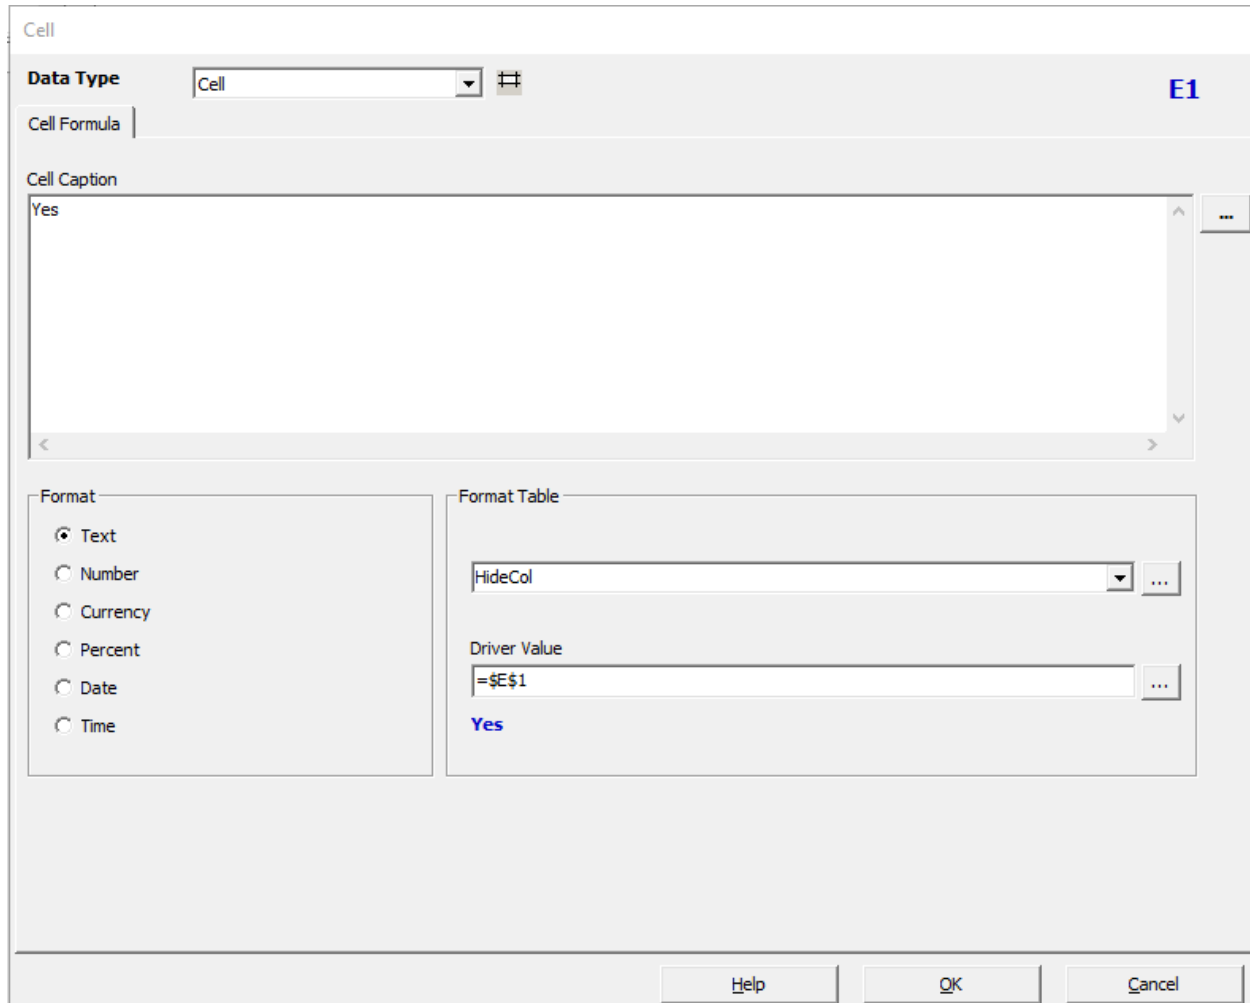 Cell
Data Type
Cell
E1
Cell Formula
Cell Caption
Yes
...
Format
Text
Number
Currency
Percent
Date
Time
Format Table
HideCol
...
Driver Value
=$E$1
...
Yes
Help
OK
Cancel